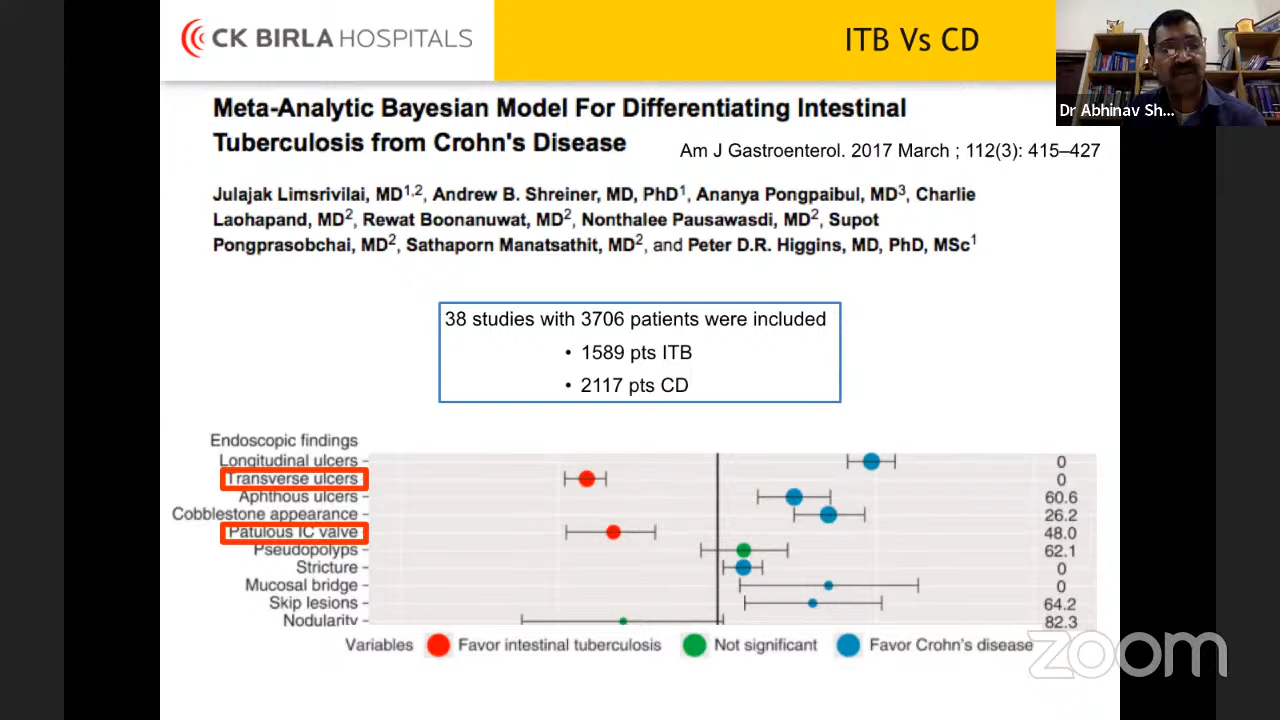 CK BIRLA HOSPITALS
ITB Vs CD
Dr Abhinav Sh...
Meta-Analytic Bayesian Model For Differentiating Intestinal
Tuberculosis from Crohn's Disease
Am J Gastroenterol. 2017 March ; 112(3): 415–427
Julajak Limsrivilai, MD1,2, Andrew B. Shreiner, MD, PhD1, Ananya Pongpaibul, MD3, Charlie
Laohapand, MD2, Rewat Boonanuwat, MD2, Nonthalee Pausawasdi, MD2, Supot
Pongprasobchai, MD2, Sathaporn Manatsathit, MD2, and Peter D.R. Higgins, MD, PhD, MSc1
38 studies with 3706 patients were included
• 1589 pts ITB
• 2117 pts CD
Endoscopic findings
Longitudinal ulcers 0
Transverse ulcers 0
Aphthous ulcers 60.6
Cobblestone appearance 26.2
Patulous IC valve 48.0
Pseudopolyps 62.1
Stricture 0
Mucosal bridge 0
Skip lesions 64.2
Nodularity 82.3
Variables Favor intestinal tuberculosis Not significant Favor Crohn's disease
zoom